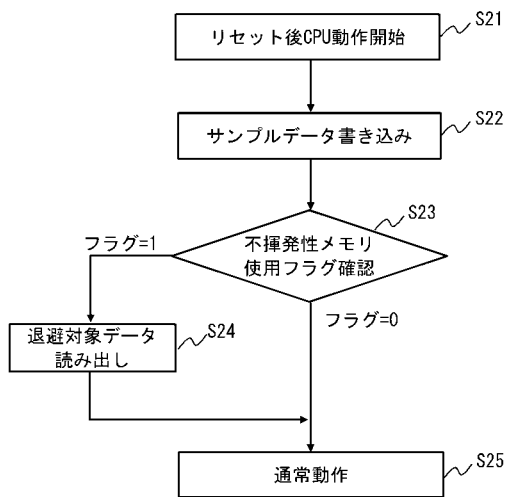 S21
リセット後CPU動作開始
S22
サンプルデータ書き込み
S23
不揮発性メモリ
使用フラグ確認
フラグ=1
フラグ=0
S24
退避対象データ
読み出し
S25
通常動作